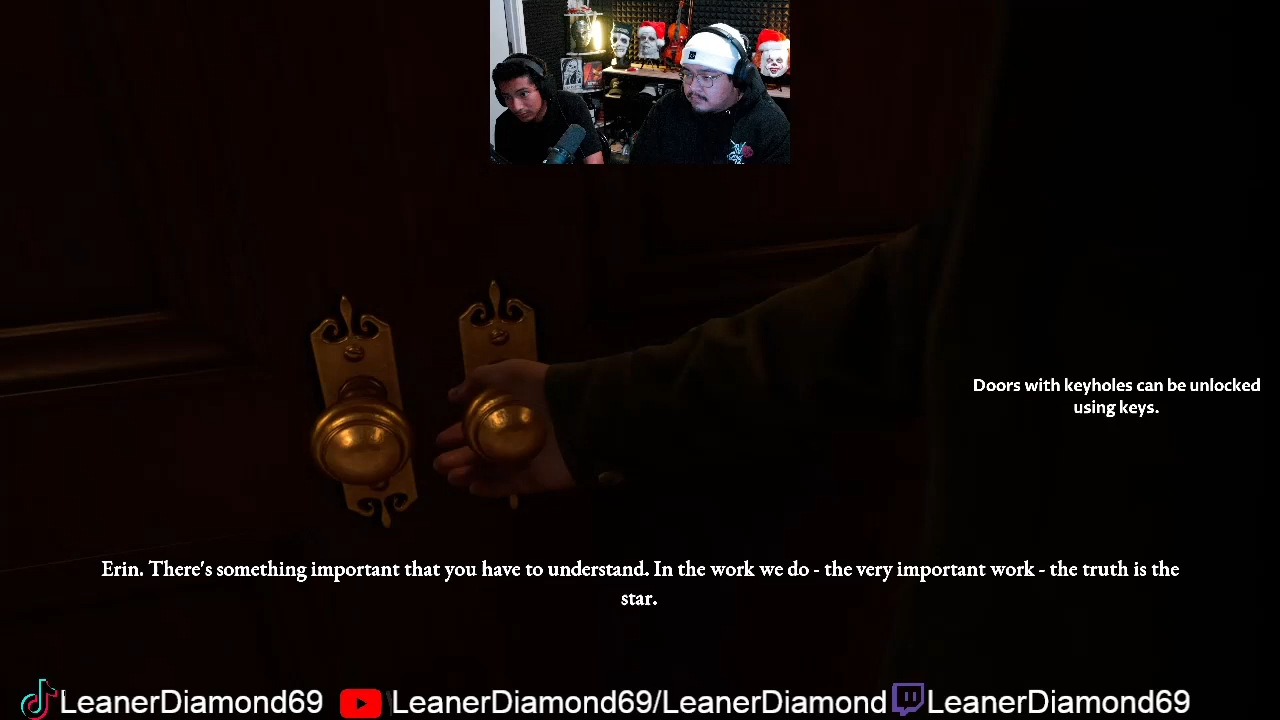 Doors with keyholes can be unlocked
using keys.
Erin. There's something important that you have to understand. In the work we do - the very important work - the truth is the
star.
LeanerDiamond69 LeanerDiamond69/LeanerDiamond LeanerDiamond69